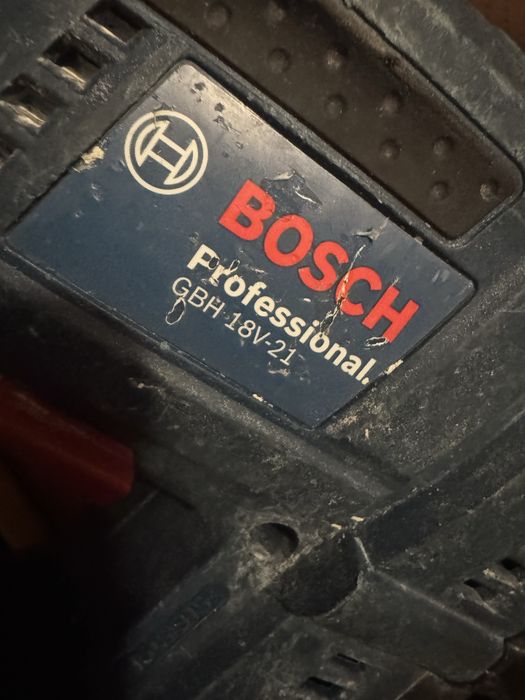 BOSCH
Professional.
GBH 18V-21